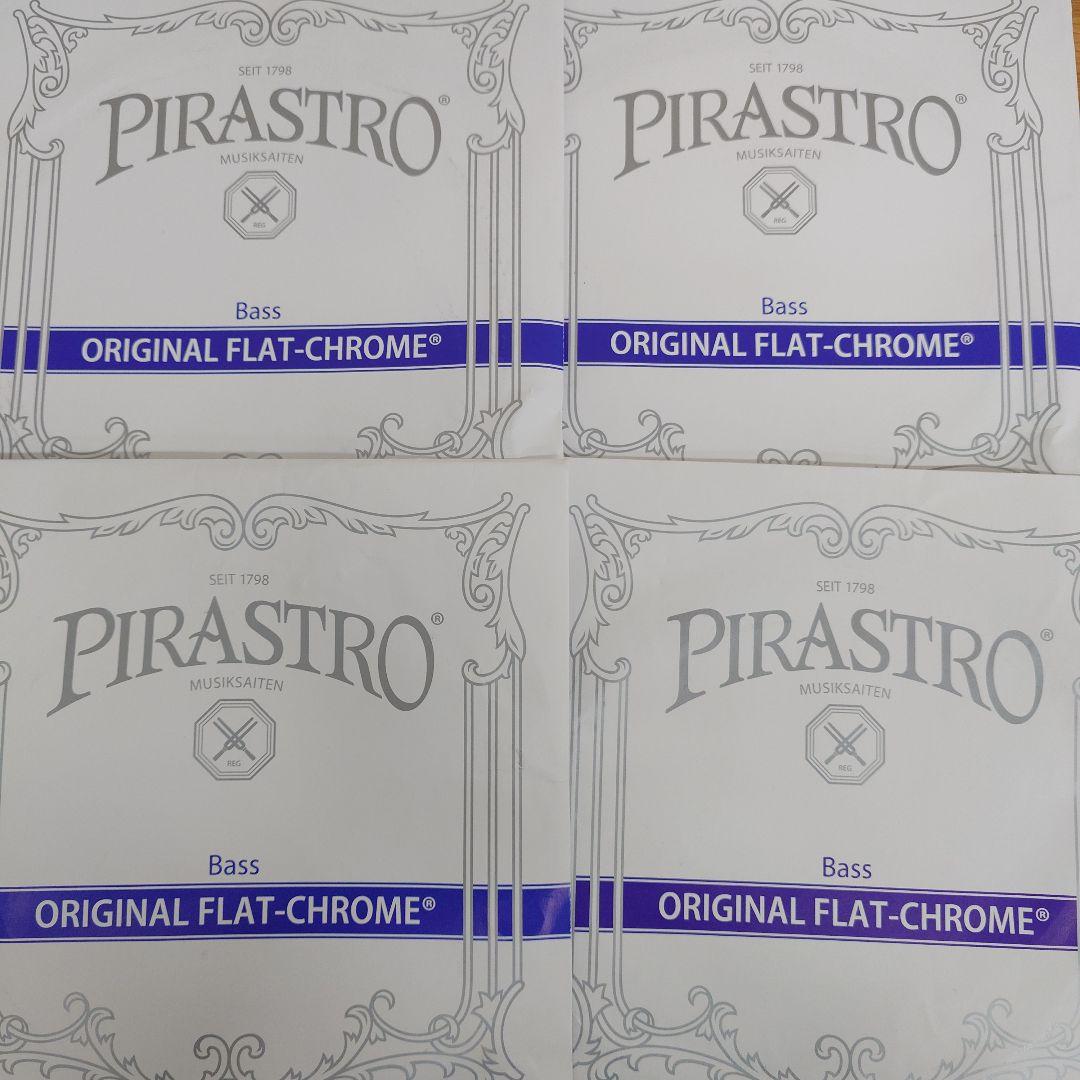 SEIT 1798
PIRASTRO®
MUSIKSAITEN
REG
Bass
ORIGINAL FLAT-CHROME®
SEIT 1798
PIRASTRO®
MUSIKSAITEN
REG
Bass
ORIGINAL FLAT-CHROME®
SEIT 1798
PIRASTRO®
MUSIKSAITEN
REG
Bass
ORIGINAL FLAT-CHROME®
SEIT 1798
PIRASTRO®
MUSIKSAITEN
REG
Bass
ORIGINAL FLAT-CHROME®